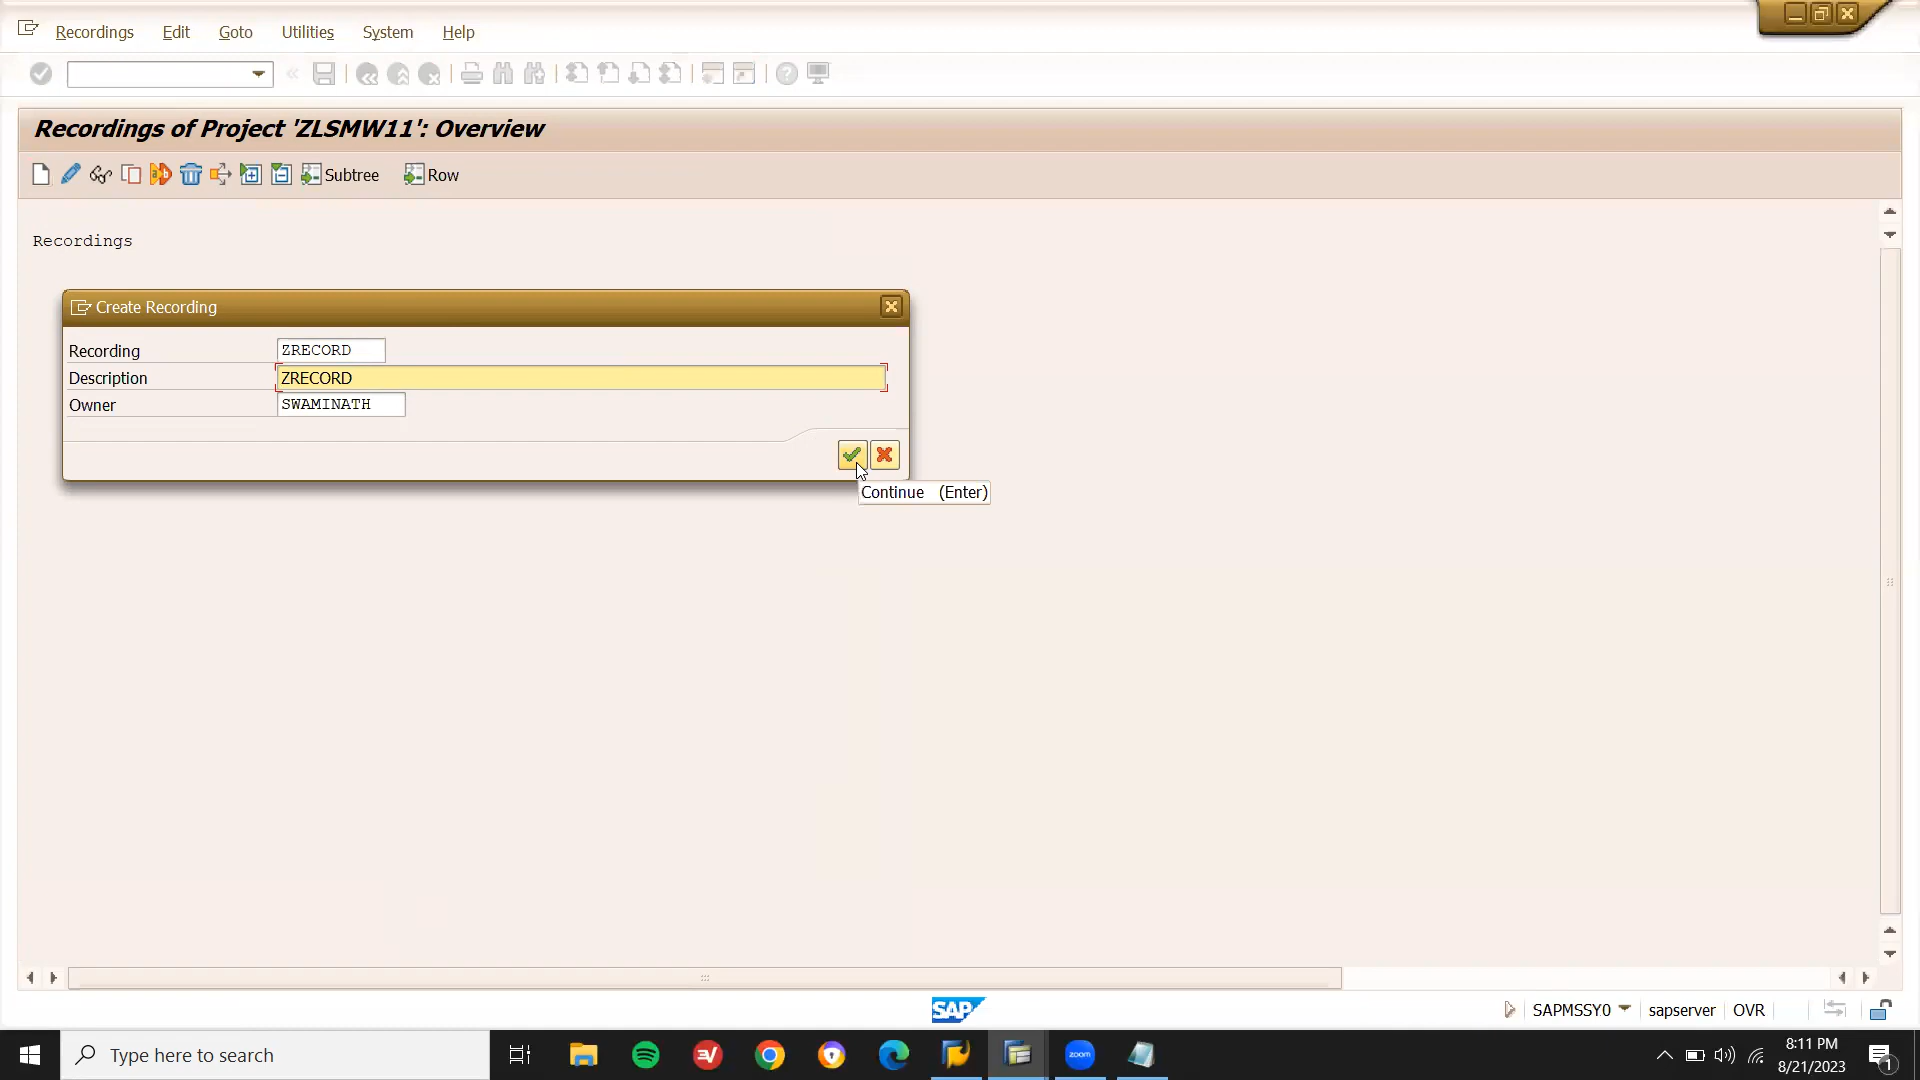 Recordings Edit Goto Utilities System Help
Recordings of Project 'ZLSMW11': Overview
Subtree Row
Recordings
Create Recording
Recording ZRECORD
Description ZRECORD
Owner SWAMINATH
Continue (Enter)
SAP
SAPMSSY0 sapserver OVR
Type here to search
zoom
8:11 PM
8/21/2023
1